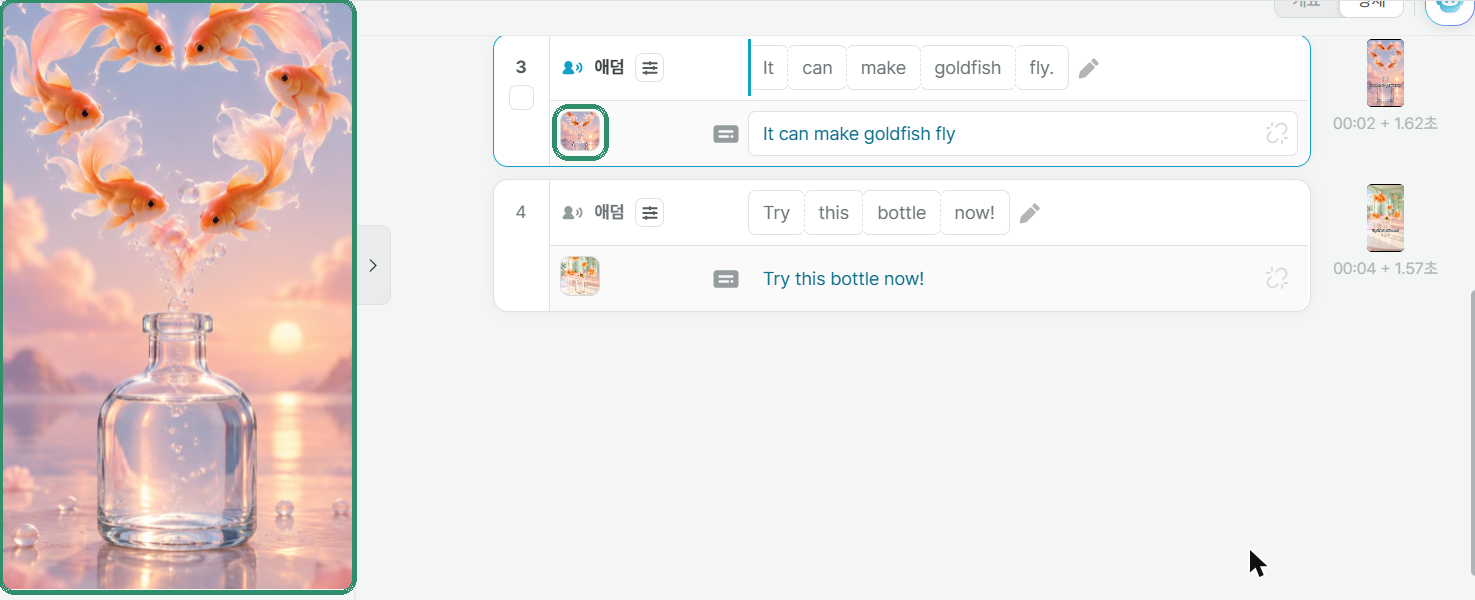 3
애덤
It can make goldfish fly.
It can make goldfish fly
00:02 + 1.62초
4
애덤
Try this bottle now!
Try this bottle now!
00:04 + 1.57초